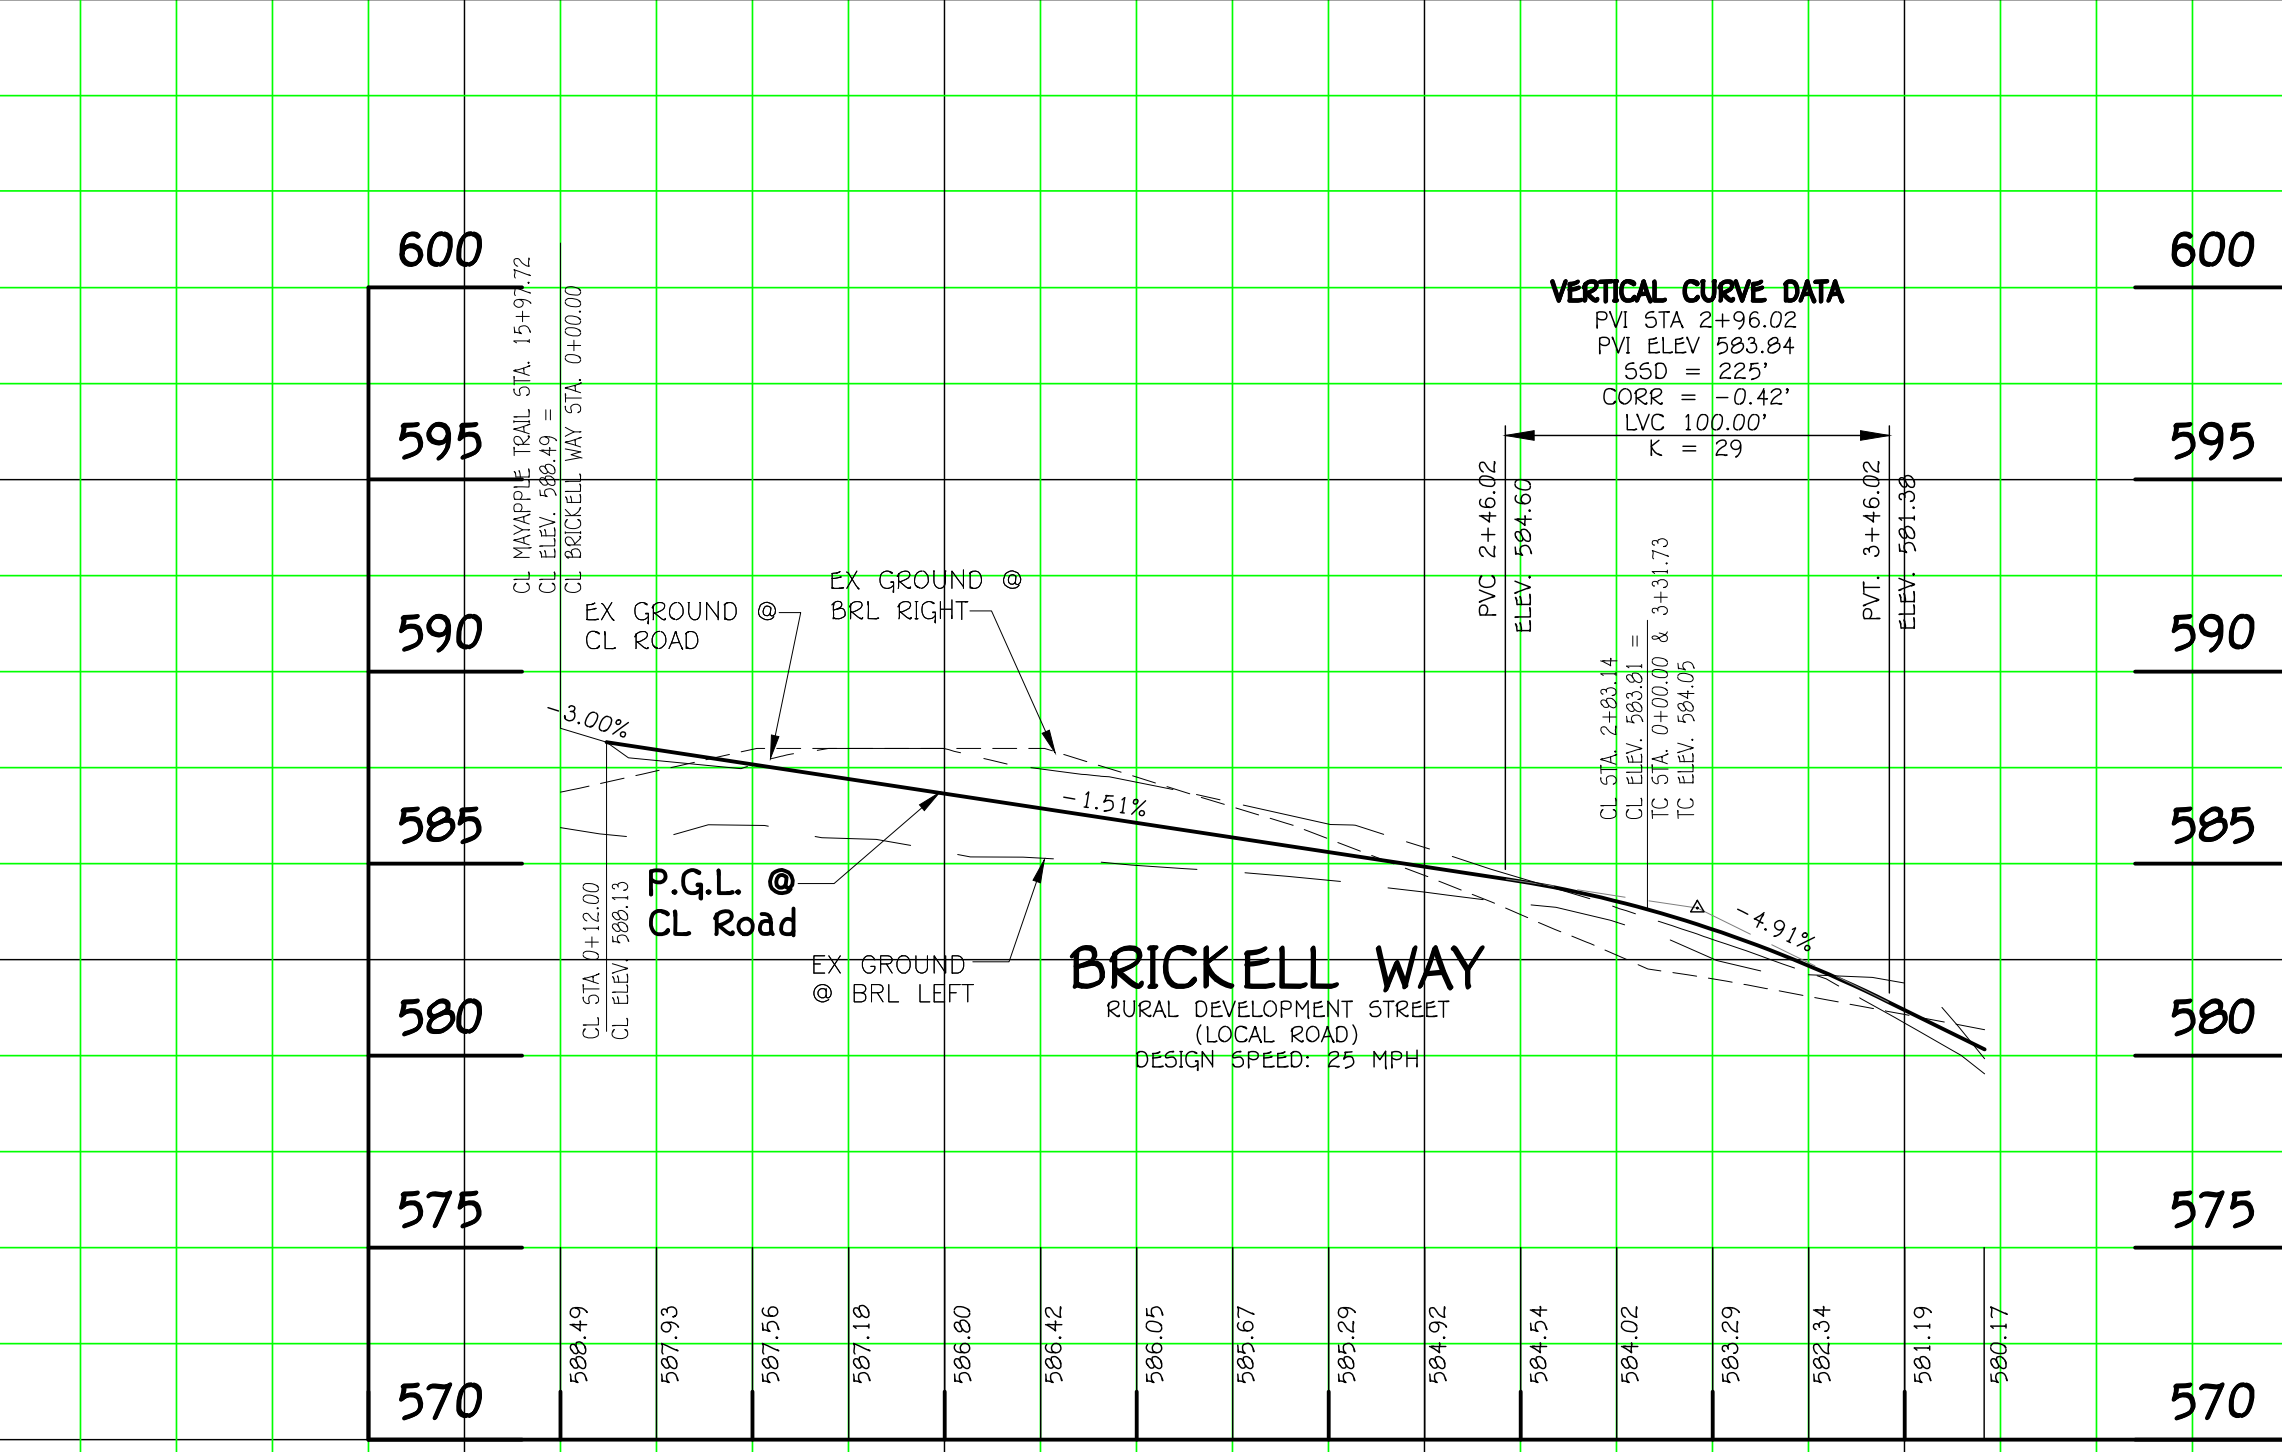 600
595
590
585
580
575
570
CL MAYAPPLE TRAIL STA. 15+97.72
CL ELEV. 588.49 =
CL BRICKELL WAY STA. 0+00.00
VERTICAL CURVE DATA
PVI STA 2+96.02
PVI ELEV 583.84
SSD = 225'
CORR = -0.42'
LVC 100.00'
K = 29
PVC 2+46.02
ELEV. 584.60
PVT. 3+46.02
ELEV. 581.38
EX GROUND @
CL ROAD
EX GROUND @
BRL RIGHT
CL STA. 2+83.14
CL ELEV. 583.81 =
TC STA. 0+00.00 & 3+31.73
TC ELEV. 584.05
-3.00%
-1.51%
-4.91%
CL STA 0+12.00
CL ELEV 588.13
P.G.L. @
CL Road
EX GROUND
@ BRL LEFT
BRICKELL WAY
RURAL DEVELOPMENT STREET
(LOCAL ROAD)
DESIGN SPEED: 25 MPH
588.49
587.93
587.56
587.18
586.80
586.42
586.05
585.67
585.29
584.92
584.54
584.02
583.29
582.34
581.19
580.17
600
595
590
585
580
575
570